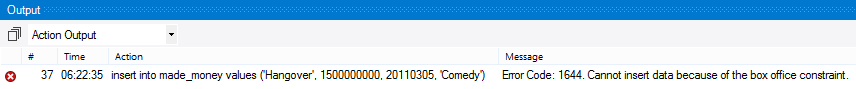 Output
Action Output
# Time Action Message
37 06:22:35 insert into made_money values ('Hangover', 1500000000, 20110305, 'Comedy') Error Code: 1644. Cannot insert data because of the box office constraint.